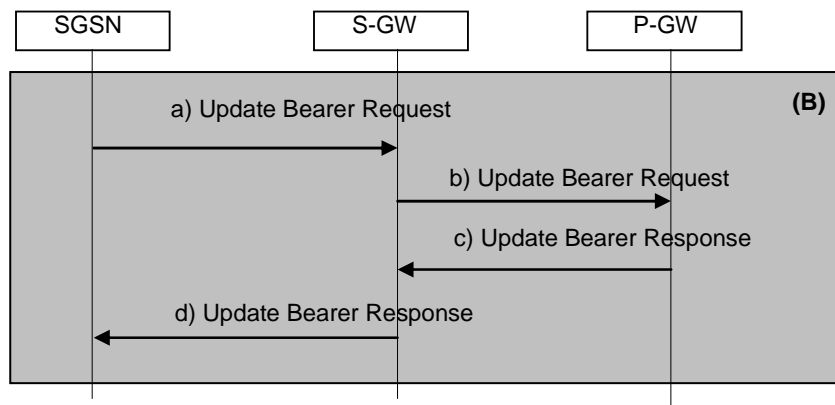 SGSN
S-GW
P-GW
(B)
a) Update Bearer Request
b) Update Bearer Request
c) Update Bearer Response
d) Update Bearer Response